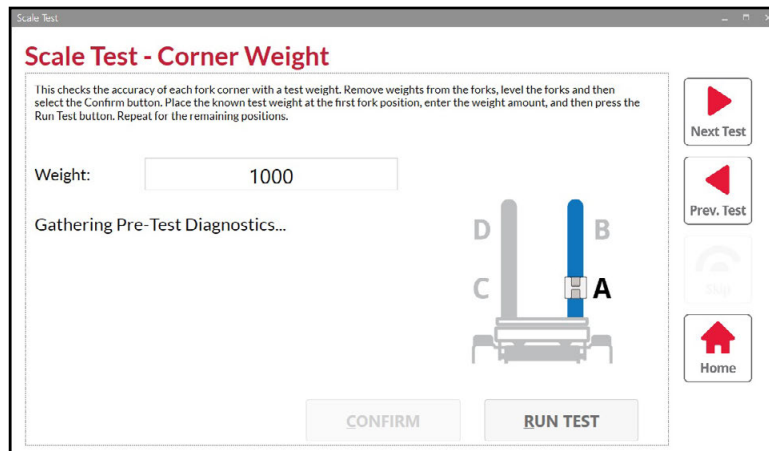 Scale Test
Scale Test - Corner Weight
This checks the accuracy of each fork corner with a test weight. Remove weights from the forks, level the forks and then
select the Confirm button. Place the known test weight at the first fork position, enter the weight amount, and then press the
Run Test button. Repeat for the remaining positions.
Next Test
Weight:
1000
Prev. Test
Gathering Pre-Test Diagnostics...
D
B
C
A
Skip
Home
CONFIRM
RUN TEST